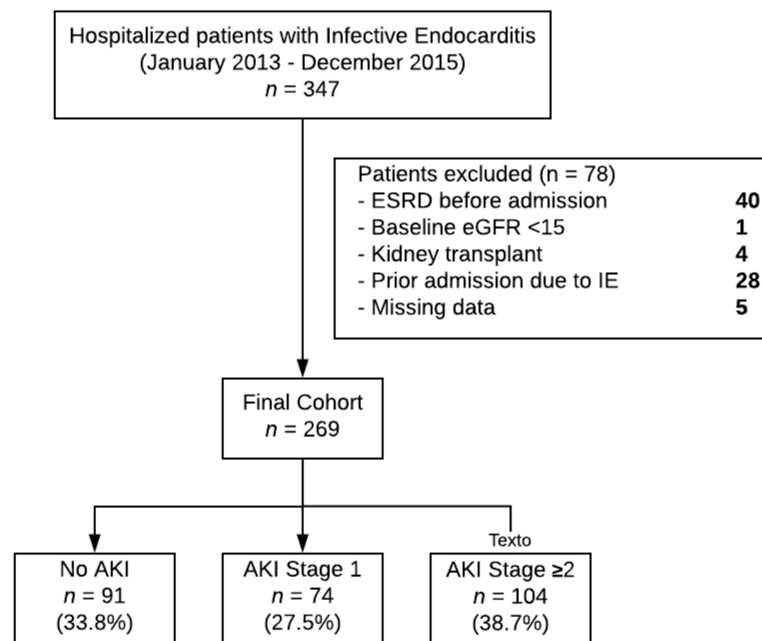 Hospitalized patients with Infective Endocarditis
(January 2013 - December 2015)
n = 347
Patients excluded (n = 78)
- ESRD before admission 40
- Baseline eGFR <15 1
- Kidney transplant 4
- Prior admission due to IE 28
- Missing data 5
Final Cohort
n = 269
No AKI
n = 91
(33.8%)
AKI Stage 1
n = 74
(27.5%)
Texto
AKI Stage ≥2
n = 104
(38.7%)